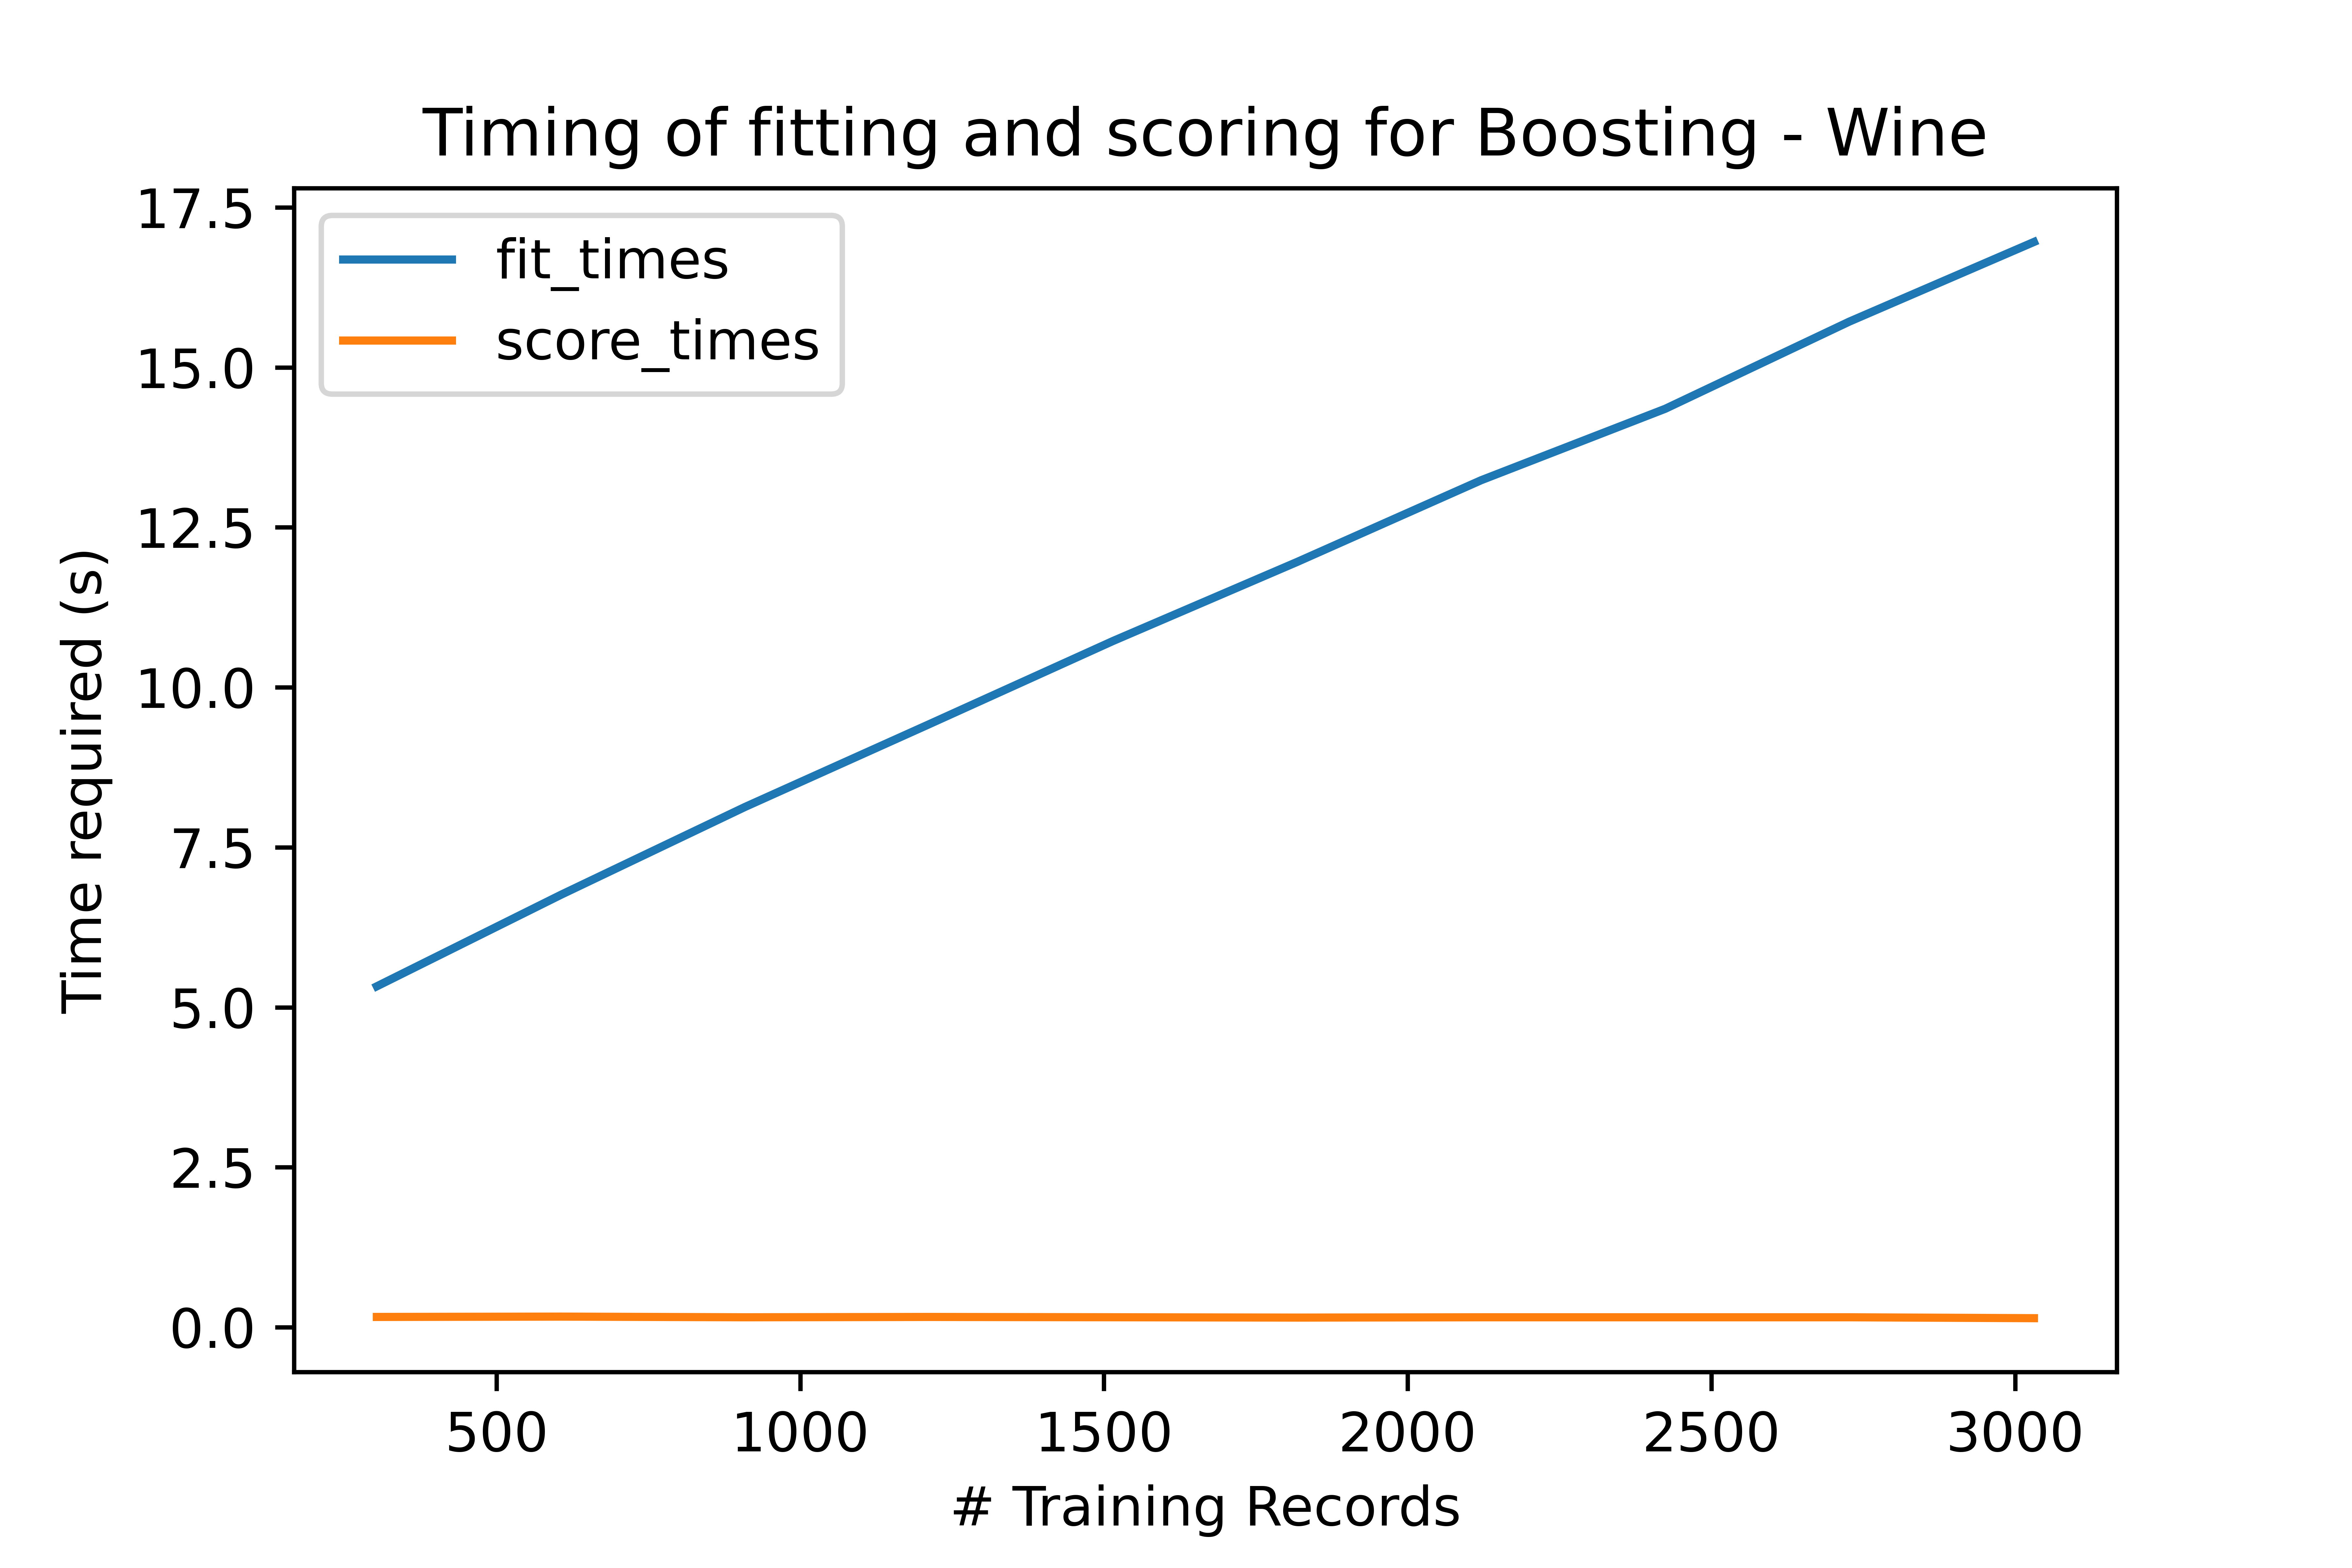 Timing of fitting and scoring for Boosting - Wine
fit_times
score_times
17.5
15.0
12.5
10.0
7.5
5.0
2.5
0.0
Time required (s)
500 1000 1500 2000 2500 3000
# Training Records